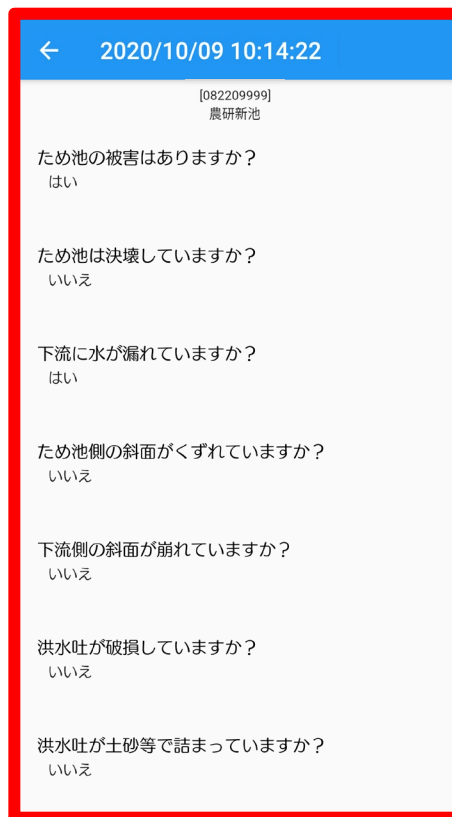 ← 2020/10/09 10:14:22
[082209999]
農研新池
ため池の被害はありますか？
はい
ため池は決壊していますか？
いいえ
下流に水が漏れていますか？
はい
ため池側の斜面がくずれていますか？
いいえ
下流側の斜面が崩れていますか？
いいえ
洪水吐が破損していますか？
いいえ
洪水吐が土砂等で詰まっていますか？
いいえ